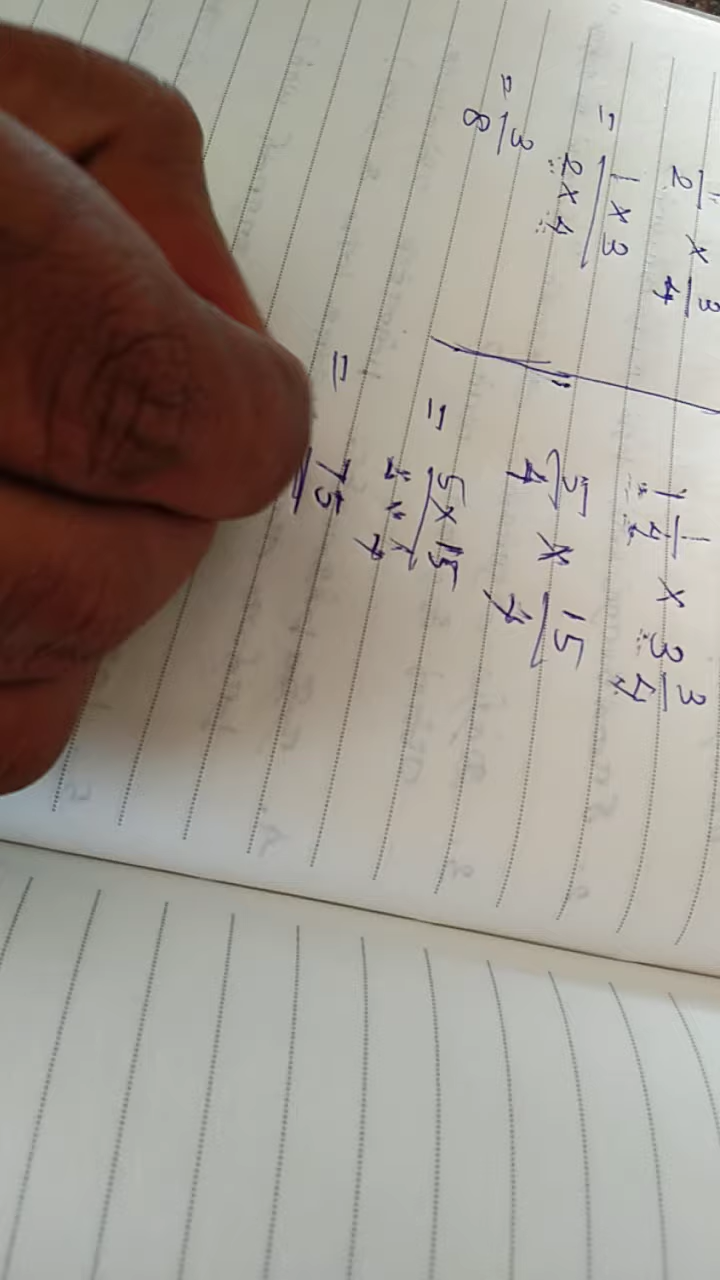 1/2 × 3/4
= 1×3/2×4
= 3/8
1 1/4 × 3 3/4
5/4 × 15/4
= 5×15/4×4
= 75